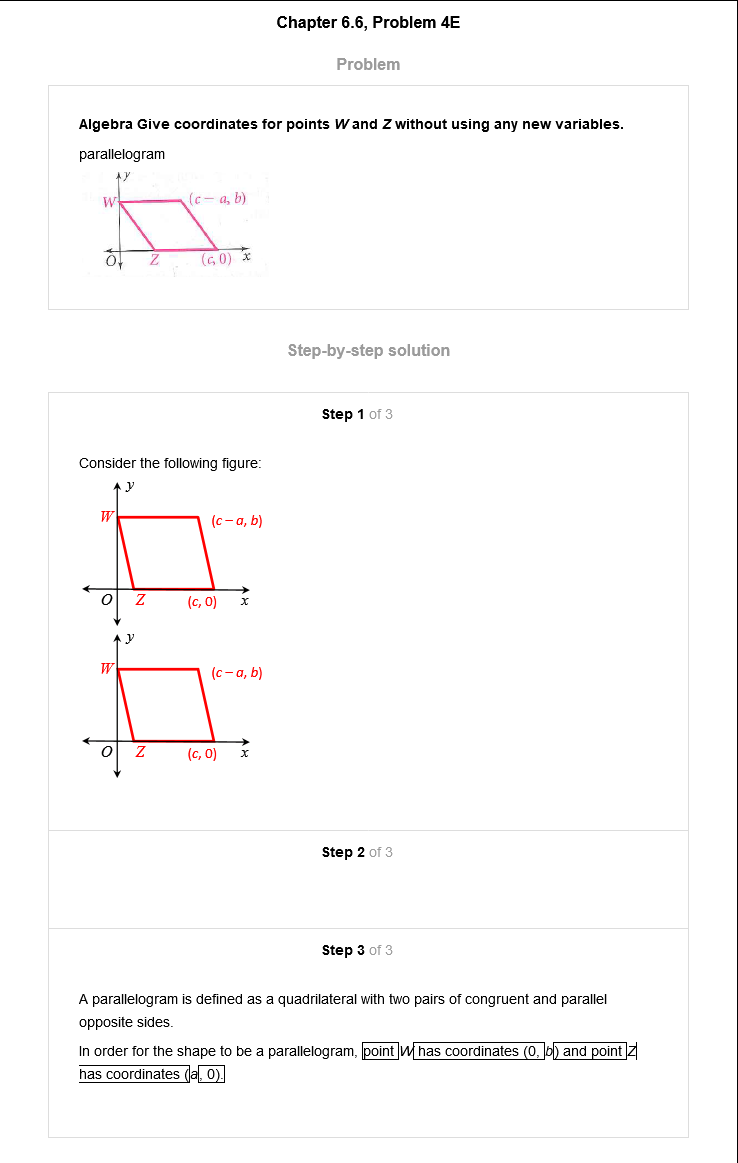 Chapter 6.6, Problem 4E
Problem
Algebra Give coordinates for points W and Z without using any new variables.
parallelogram
y
W
(c – a, b)
O
Z
(c, 0)
x
Step-by-step solution
Step 1 of 3
Consider the following figure:
y
W
(c – a, b)
O
Z
(c, 0)
x
y
W
(c – a, b)
O
Z
(c, 0)
x
Step 2 of 3
Step 3 of 3
A parallelogram is defined as a quadrilateral with two pairs of congruent and parallel
opposite sides.
In order for the shape to be a parallelogram, point W has coordinates (0, b) and point Z
has coordinates (a, 0).